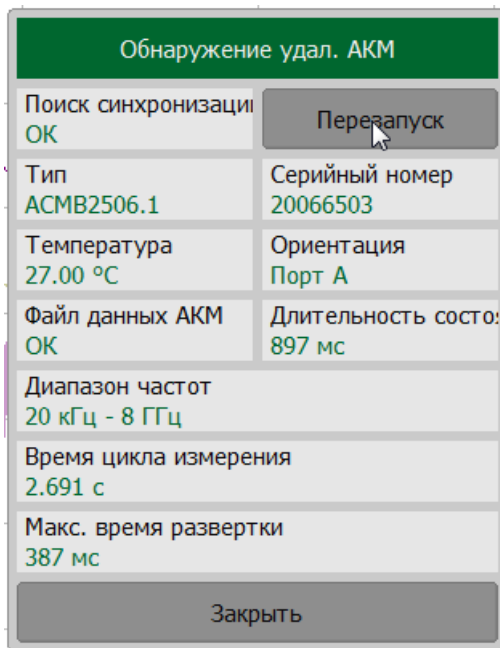 Обнаружение удал. АКМ
Поиск синхронизаци
ОК
Перезапуск
Тип
ACMB2506.1
Серийный номер
20066503
Температура
27.00 °C
Ориентация
Порт А
Файл данных АКМ
ОК
Длительность состо
897 мс
Диапазон частот
20 кГц - 8 ГГц
Время цикла измерения
2.691 с
Макс. время развертки
387 мс
Закрыть